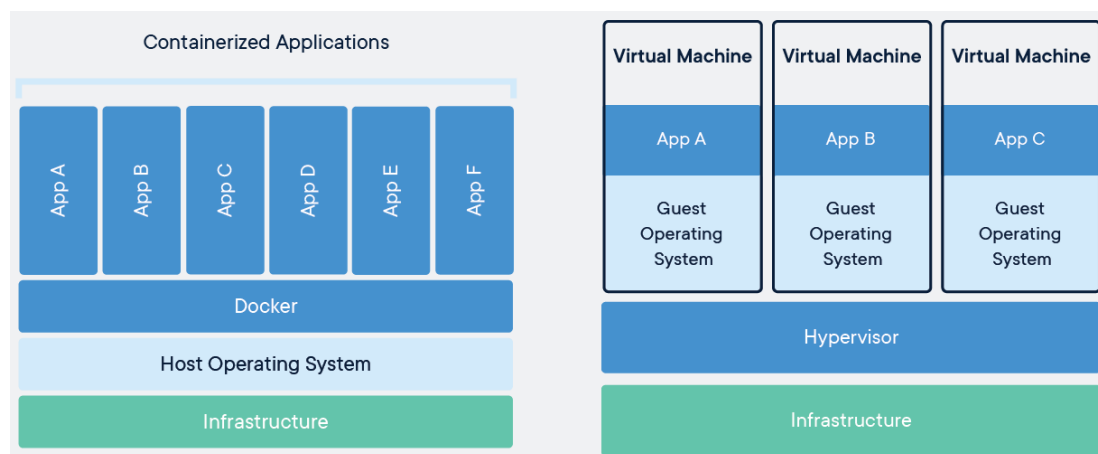 Containerized Applications
App A
App B
App C
App D
App E
App F
Docker
Host Operating System
Infrastructure
Virtual Machine
App A
Guest
Operating
System
Virtual Machine
App B
Guest
Operating
System
Virtual Machine
App C
Guest
Operating
System
Hypervisor
Infrastructure